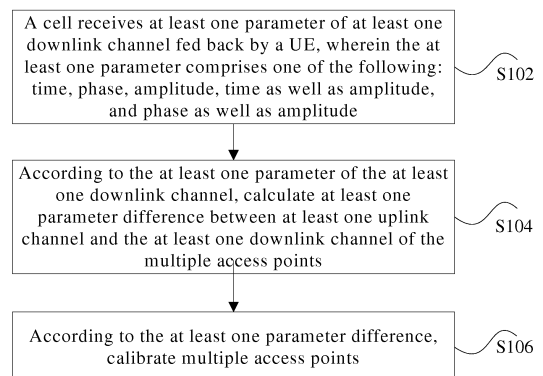 A cell receives at least one parameter of at least one
downlink channel fed back by a UE, wherein the at
least one parameter comprises one of the following:
time, phase, amplitude, time as well as amplitude,
and phase as well as amplitude
S102
According to the at least one parameter of the at least
one downlink channel, calculate at least one
parameter difference between at least one uplink
channel and the at least one downlink channel of the
multiple access points
S104
According to the at least one parameter difference,
calibrate multiple access points
S106